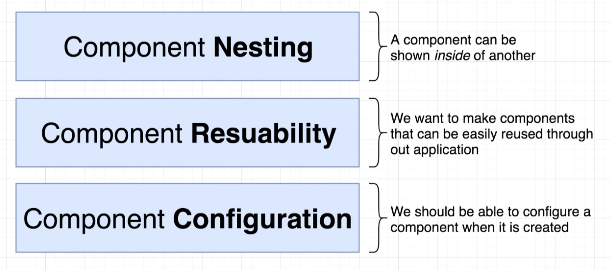 Component Nesting
A component can be
shown inside of another
Component Resuability
We want to make components
that can be easily reused through
out application
Component Configuration
We should be able to configure a
component when it is created